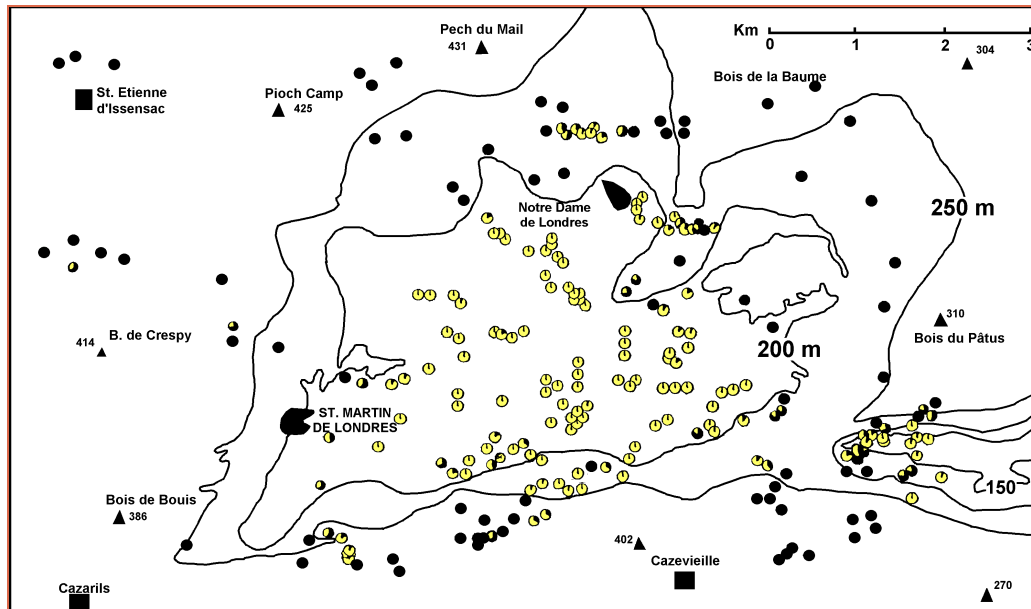 Pech du Mail
431
Km
0 1 2 3
304
Bois de la Baume
St. Etienne
d'Issensac
Pioch Camp
425
Notre Dame
de Londres
250 m
310
Bois du Pâtus
414
B. de Crespy
200 m
ST. MARTIN
DE LONDRES
150
Bois de Bouis
386
402
Cazevieille
Cazarils
270